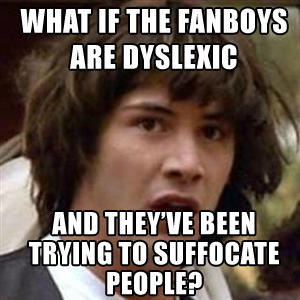 WHAT IF THE FANBOYS
ARE DYSLEXIC
AND THEY'VE BEEN
TRYING TO SUFFOCATE
PEOPLE?